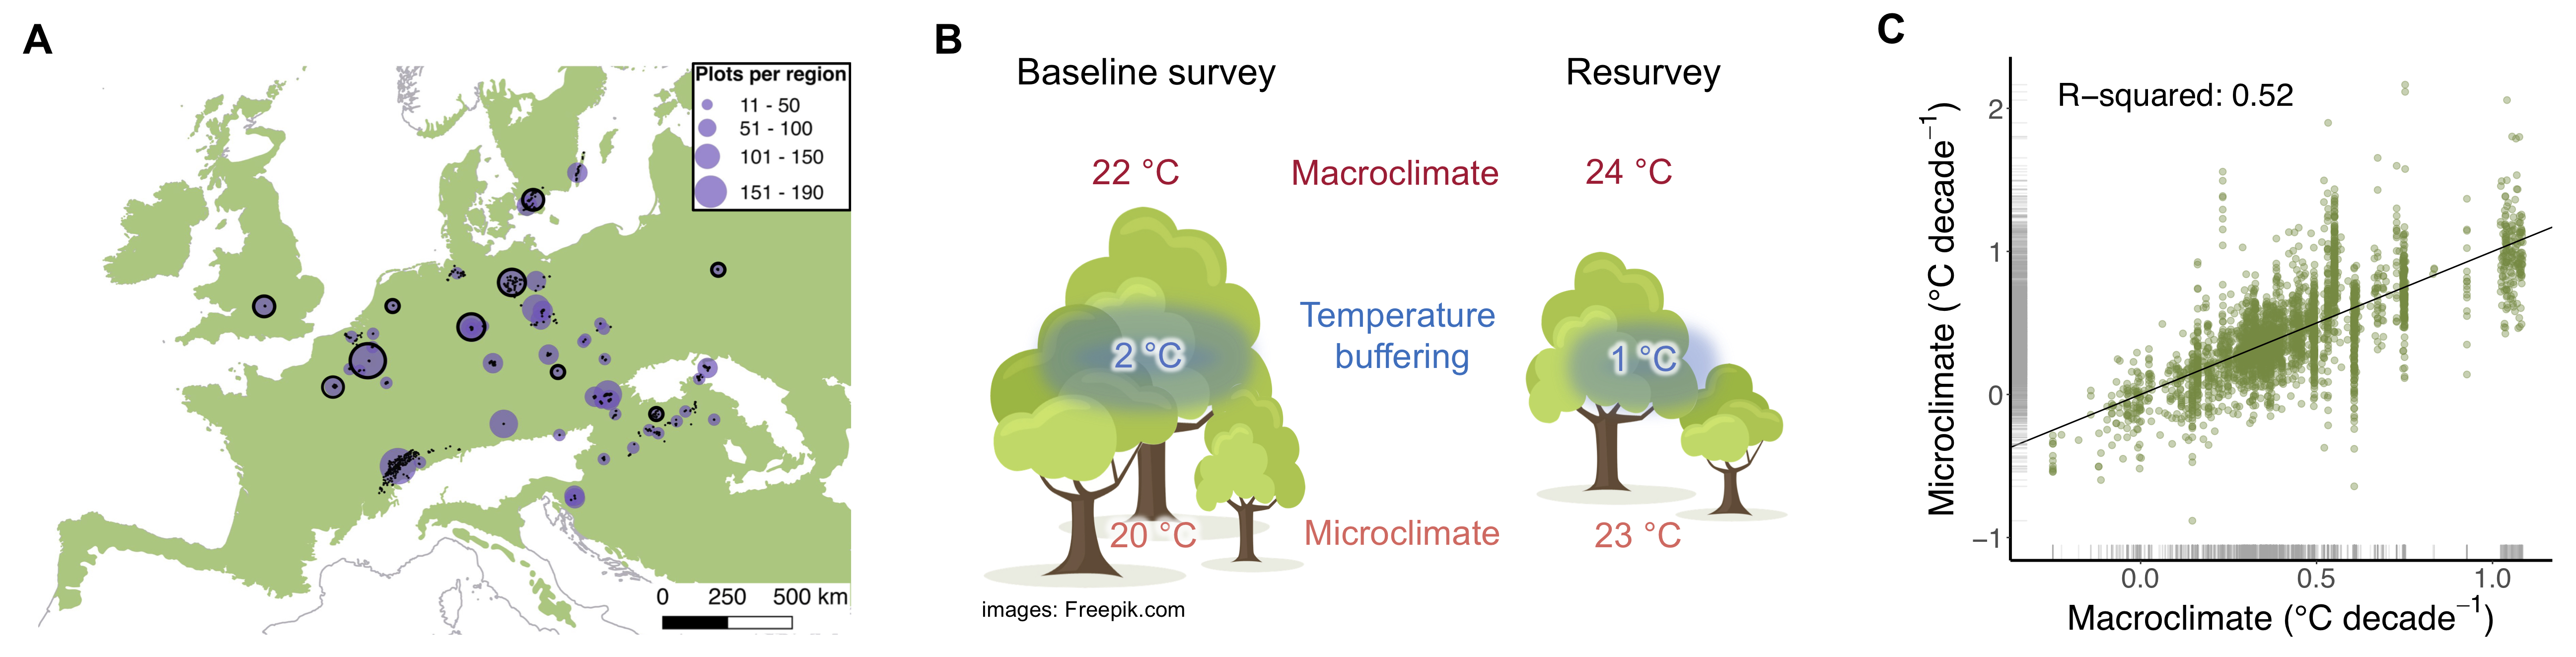 A
Plots per region
11 - 50
51 - 100
101 - 150
151 - 190
0 250 500 km
B
Baseline survey Resurvey
22 °C Macroclimate 24 °C
Temperature
buffering
2 °C 1 °C
20 °C Microclimate 23 °C
images: Freepik.com
C
R−squared: 0.52
Microclimate (°C decade⁻¹)
2
1
0
−1
0.0 0.5 1.0
Macroclimate (°C decade⁻¹)